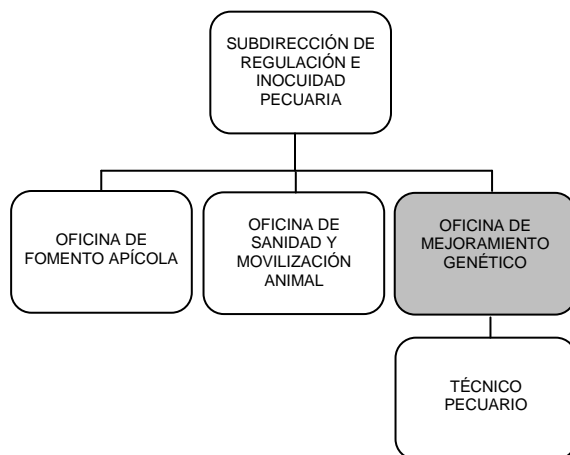 SUBDIRECCIÓN DE
REGULACIÓN E
INOCUIDAD
PECUARIA
OFICINA DE
FOMENTO APÍCOLA
OFICINA DE
SANIDAD Y
MOVILIZACIÓN
ANIMAL
OFICINA DE
MEJORAMIENTO
GENÉTICO
TÉCNICO
PECUARIO